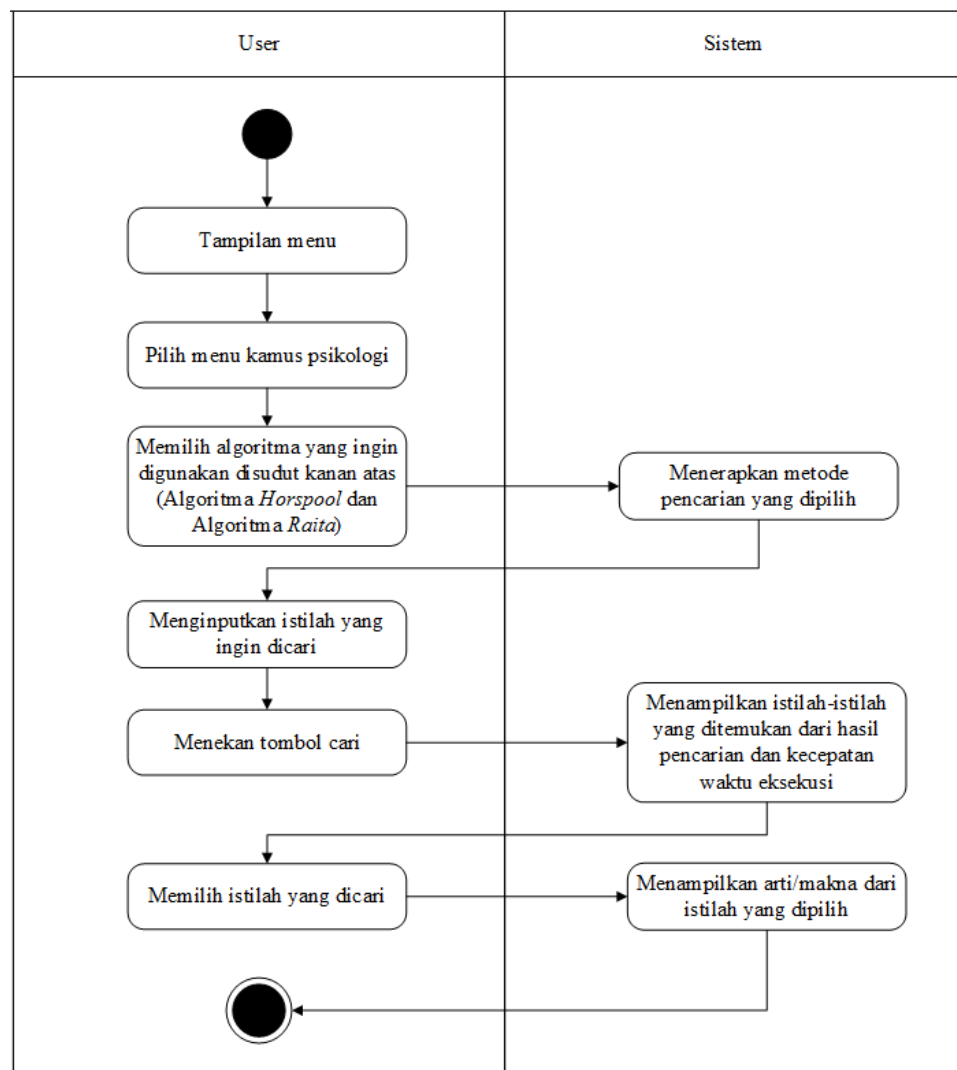 User
Sistem
Tampilan menu
Pilih menu kamus psikologi
Memilih algoritma yang ingin
digunakan disudut kanan atas
(Algoritma Horspool dan
Algoritma Raita)
Menerapkan metode
pencarian yang dipilih
Menginputkan istilah yang
ingin dicari
Menekan tombol cari
Menampilkan istilah-istilah
yang ditemukan dari hasil
pencarian dan kecepatan
waktu eksekusi
Memilih istilah yang dicari
Menampilkan arti/makna dari
istilah yang dipilih